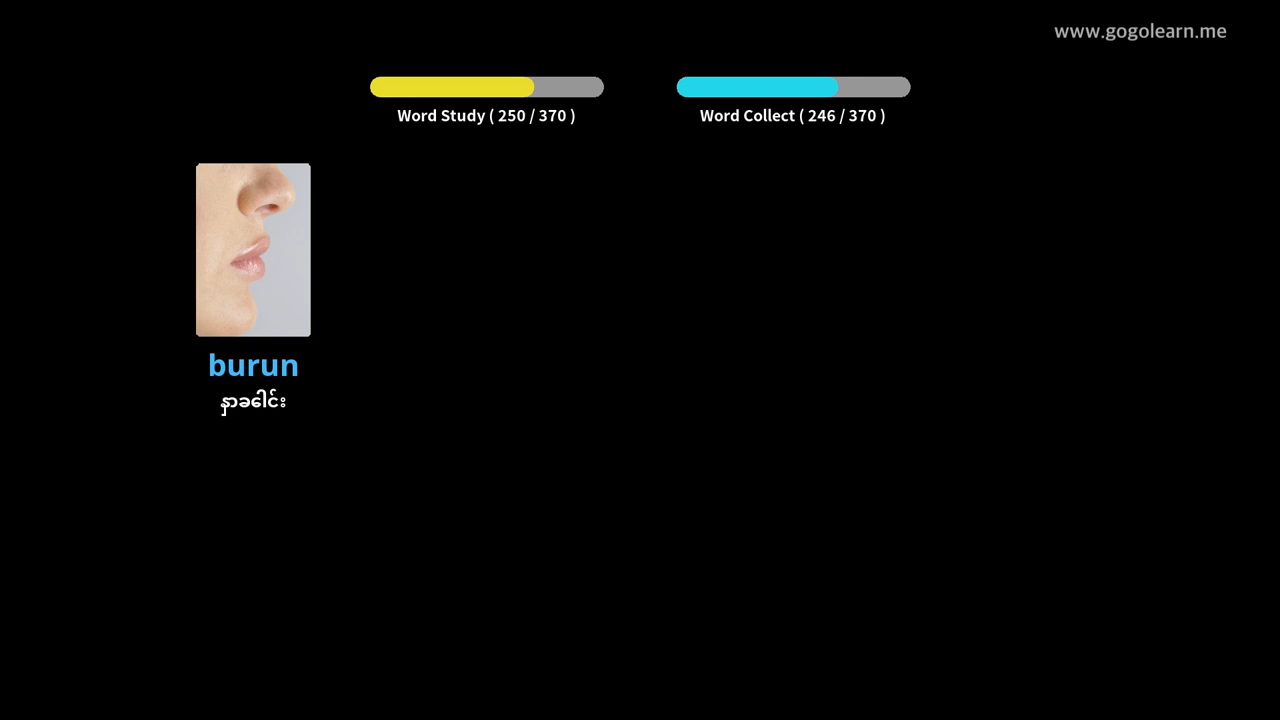 www.gogolearn.me
Word Study ( 250 / 370 )
Word Collect ( 246 / 370 )
burun
နှာခေါင်း